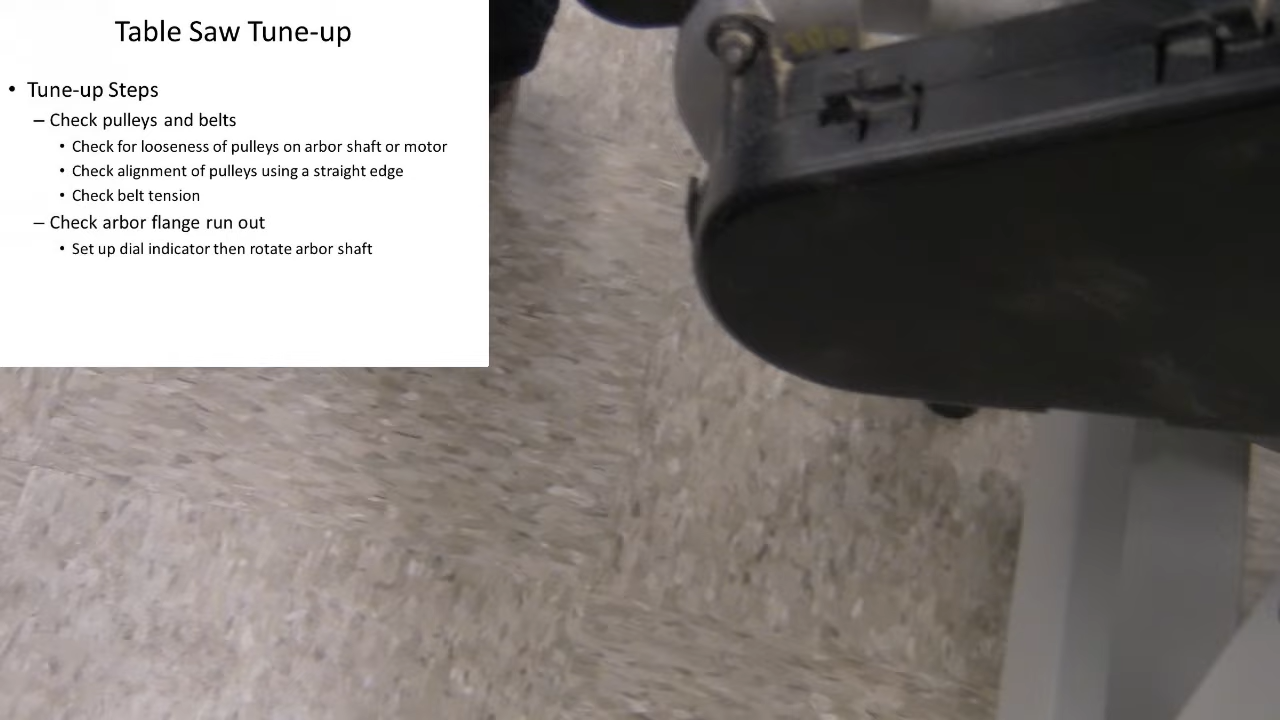 Table Saw Tune-up
• Tune-up Steps
– Check pulleys and belts
• Check for looseness of pulleys on arbor shaft or motor
• Check alignment of pulleys using a straight edge
• Check belt tension
– Check arbor flange run out
• Set up dial indicator then rotate arbor shaft